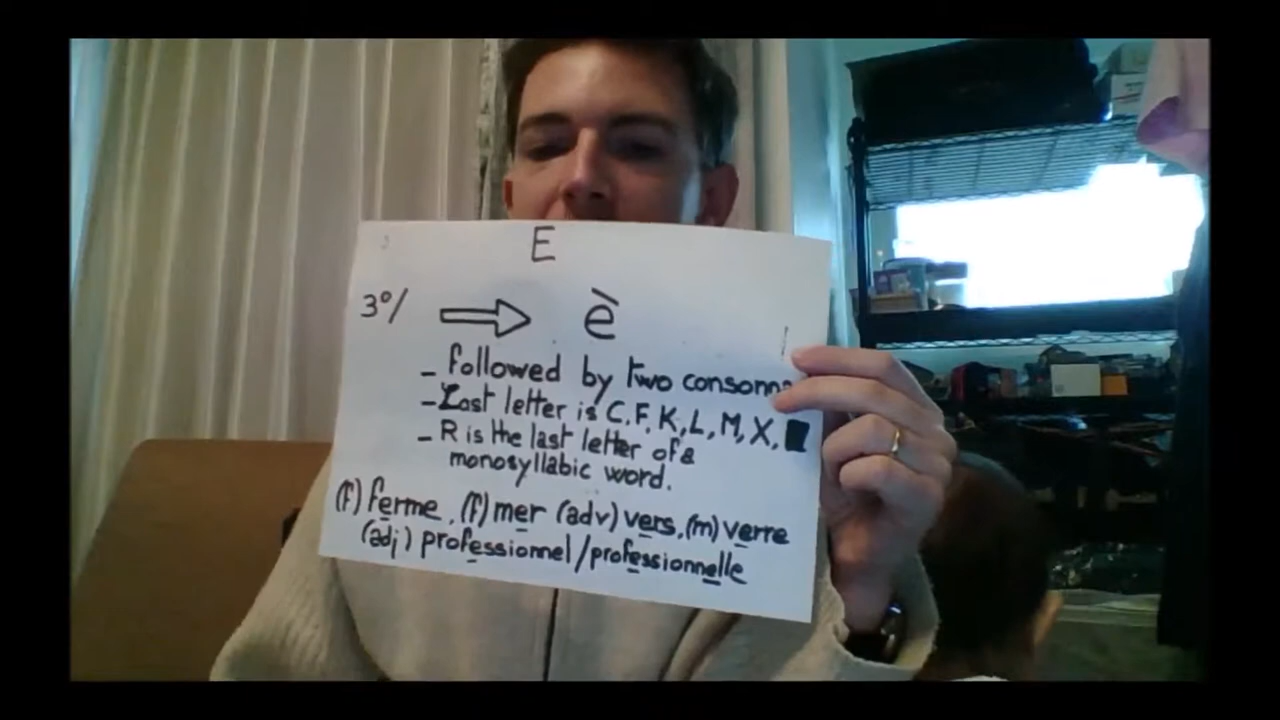 E
3°/ ⇒ è
- followed by two consonn
- Last letter is C, F, K, L, M, X,
- R is the last letter of a
monosyllabic word.
(f) ferme, (f) mer (adv) vers, (m) verre
(adj) professionnel/professionnelle